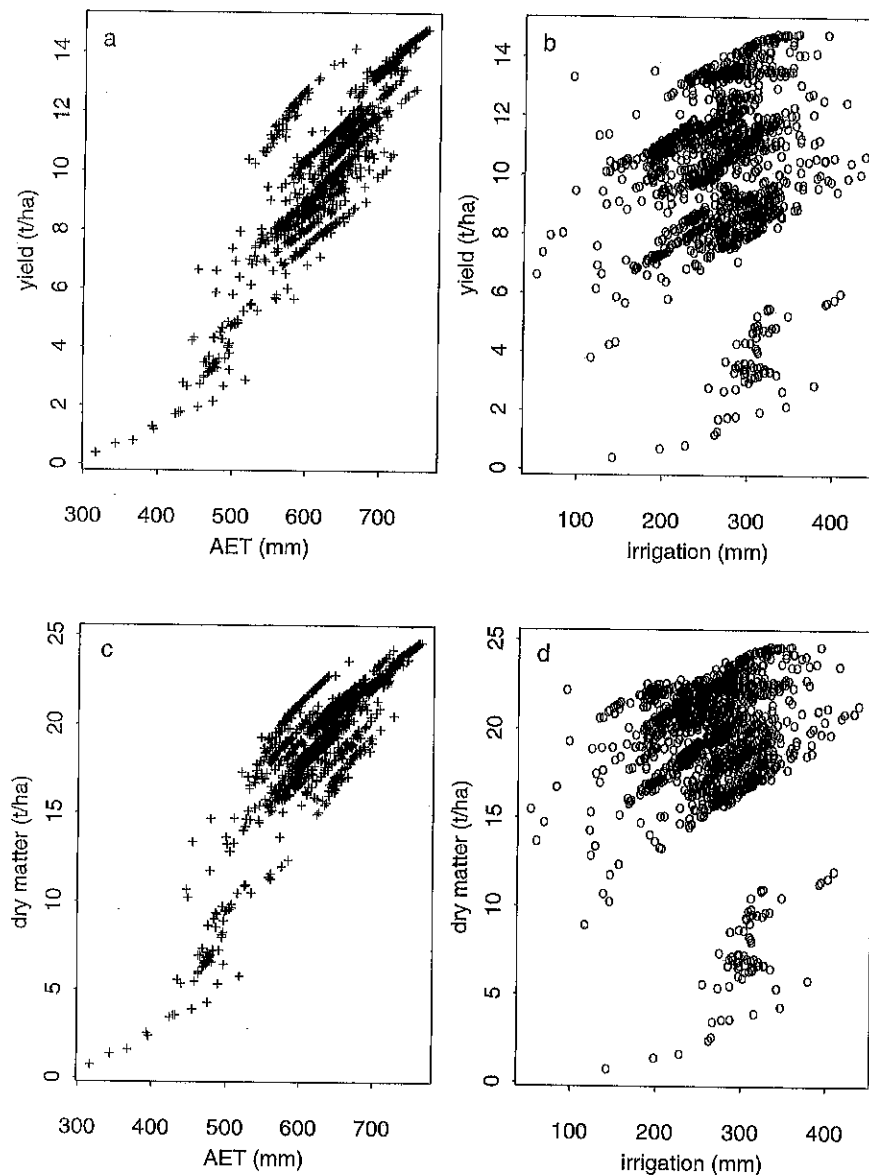 a
yield (t/ha)
14
12
10
8
6
4
2
0
300 400 500 600 700
AET (mm)
b
yield (t/ha)
14
12
10
8
6
4
2
0
100 200 300 400
irrigation (mm)
c
dry matter (t/ha)
25
20
15
10
5
0
300 400 500 600 700
AET (mm)
d
dry matter (t/ha)
25
20
15
10
5
0
100 200 300 400
irrigation (mm)